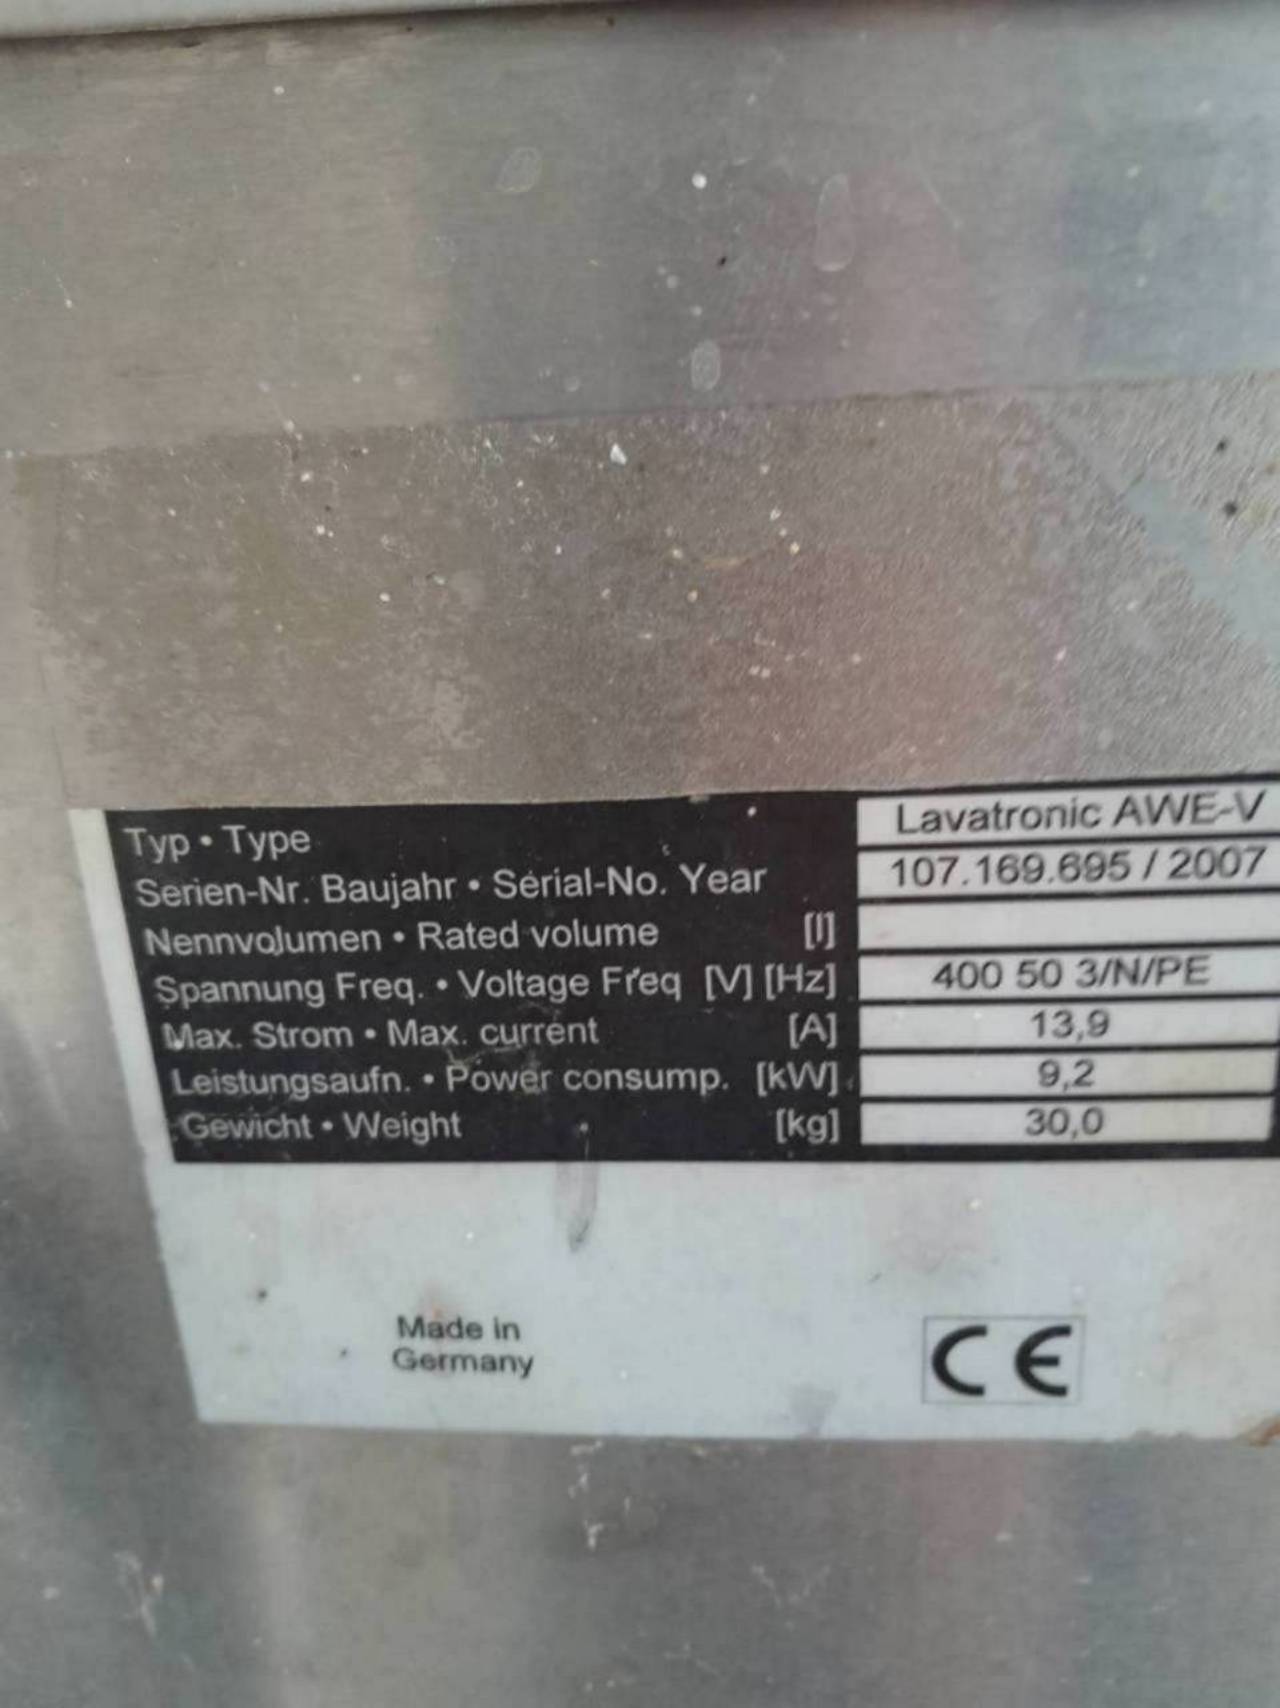 Typ • Type Lavatronic AWE-V
Serien-Nr. Baujahr • Serial-No. Year 107.169.695 / 2007
Nennvolumen • Rated volume [l]
Spannung Freq. • Voltage Freq [V] [Hz] 400 50 3/N/PE
Max. Strom • Max. current [A] 13,9
Leistungsaufn. • Power consump. [kW] 9,2
Gewicht • Weight [kg] 30,0
Made in
Germany
CE